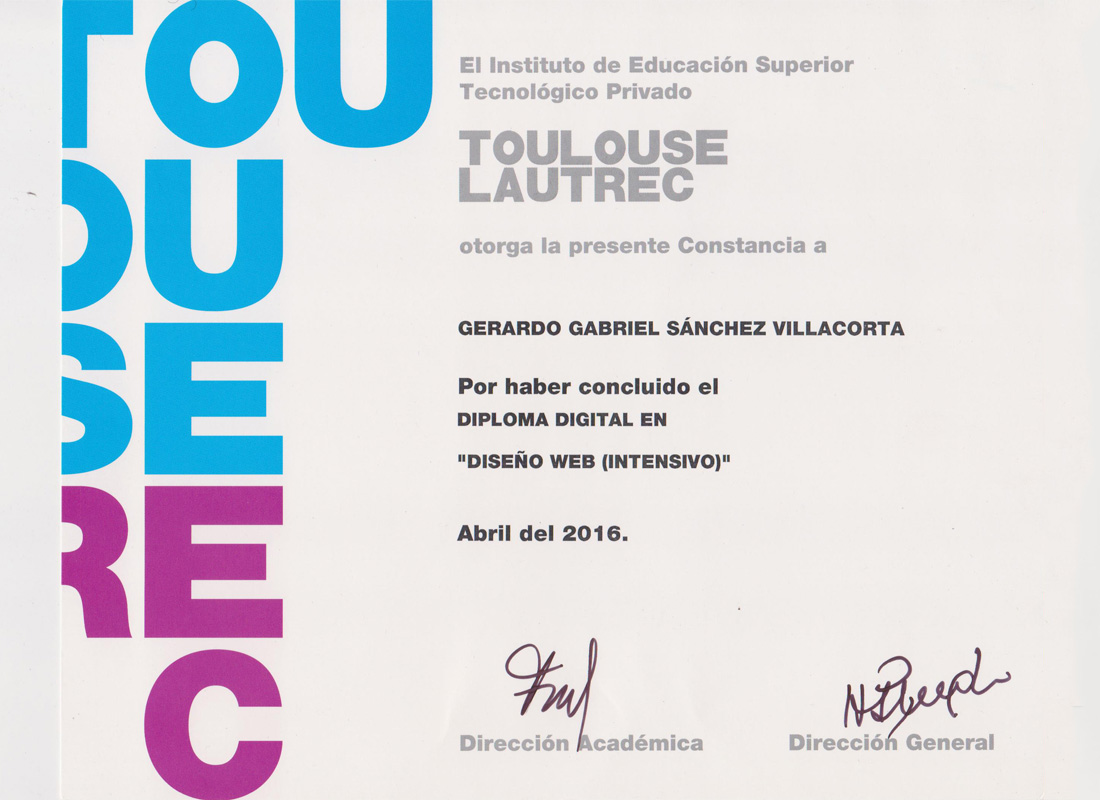 TOU
OU
SE
RE
C
El Instituto de Educación Superior
Tecnológico Privado
TOULOUSE
LAUTREC
otorga la presente Constancia a
GERARDO GABRIEL SÁNCHEZ VILLACORTA
Por haber concluido el
DIPLOMA DIGITAL EN
"DISEÑO WEB (INTENSIVO)"
Abril del 2016.
Dirección Académica
Dirección General